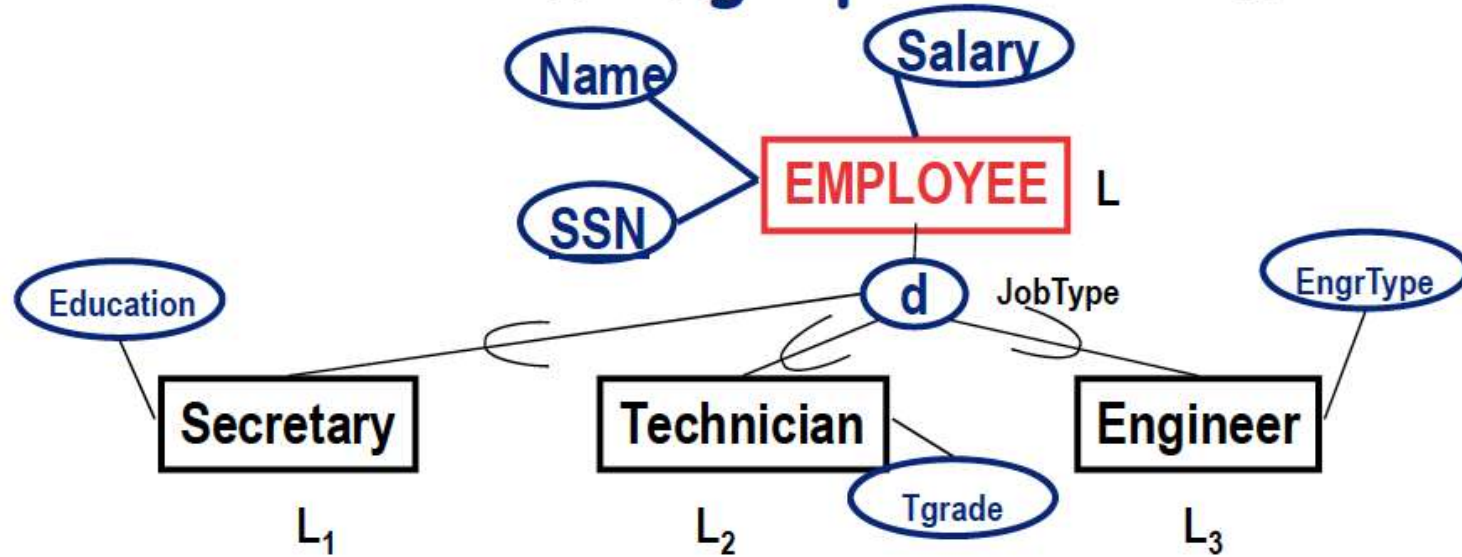 Name
Salary
EMPLOYEE L
SSN
Education
d JobType
EngrType
Secretary
Technician
Engineer
Tgrade
L1
L2
L3